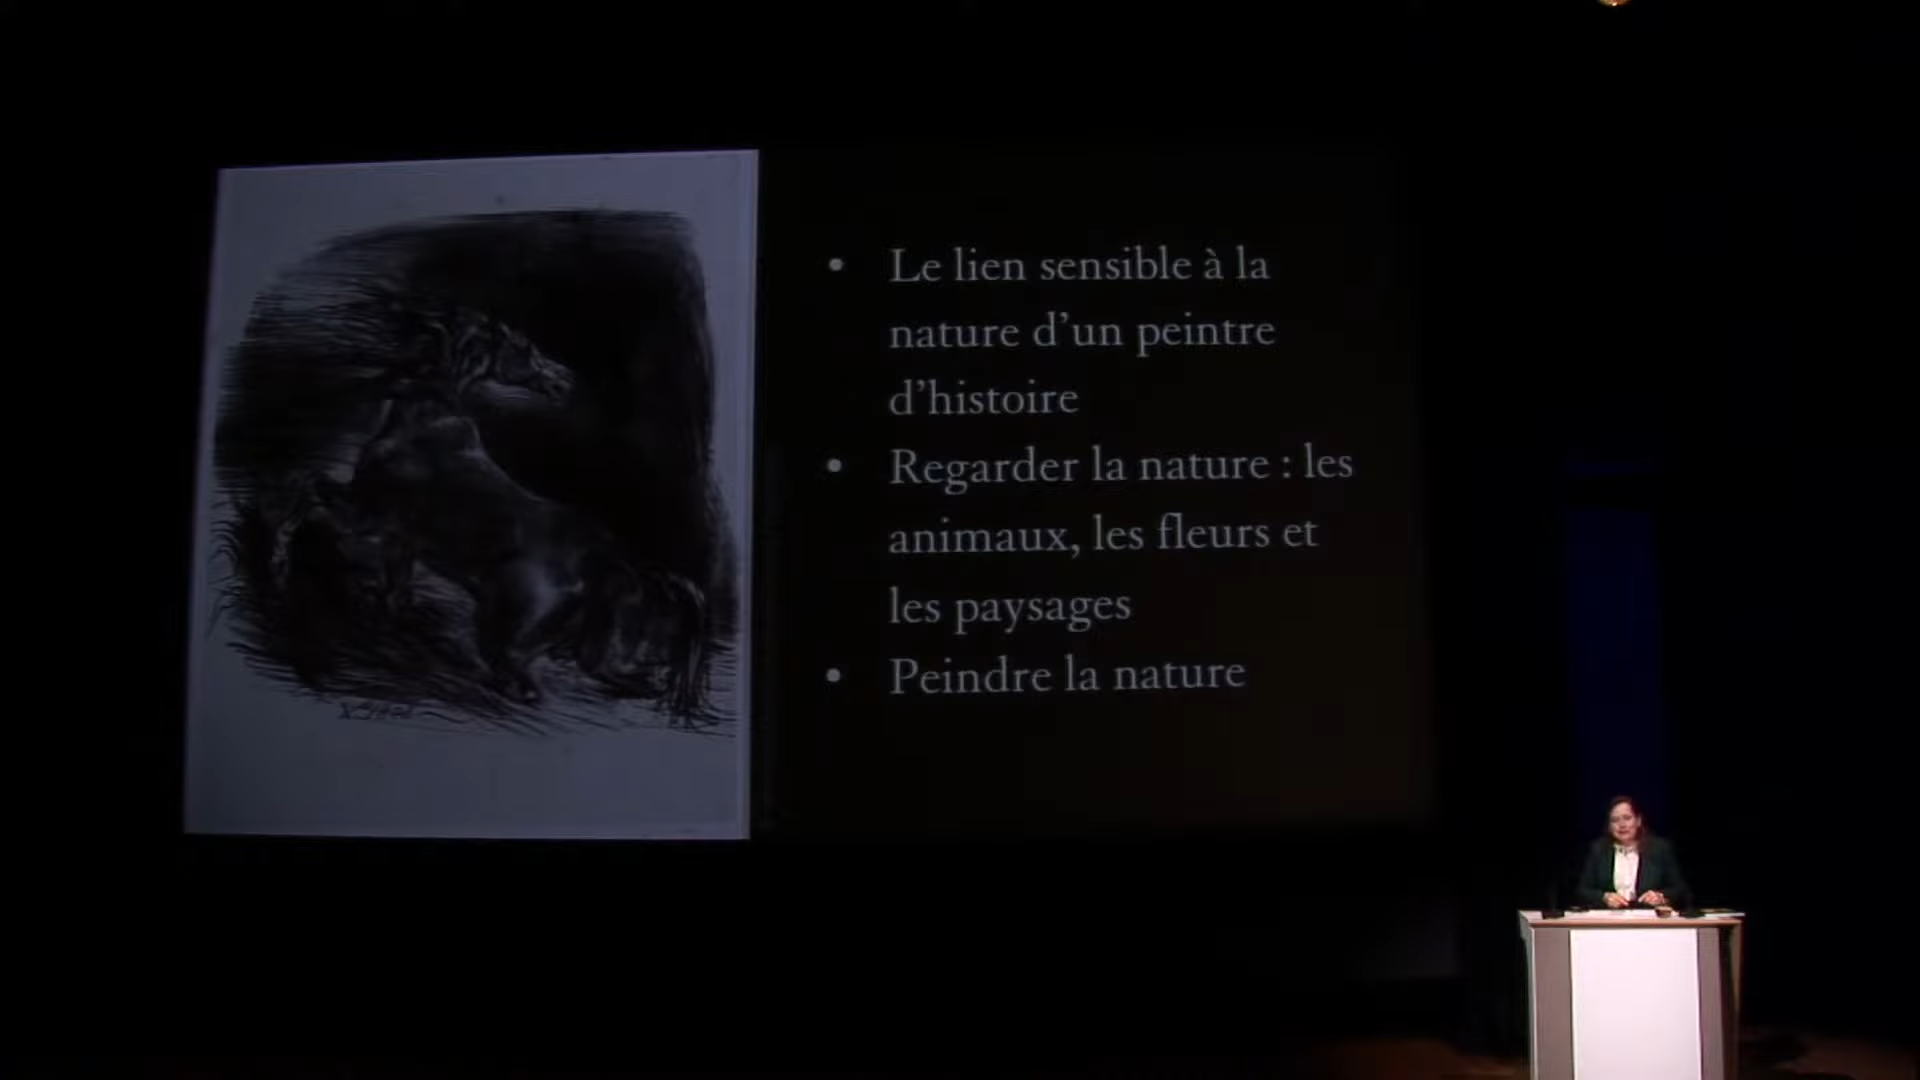 Le lien sensible à la
nature d’un peintre
d’histoire
Regarder la nature : les
animaux, les fleurs et
les paysages
Peindre la nature